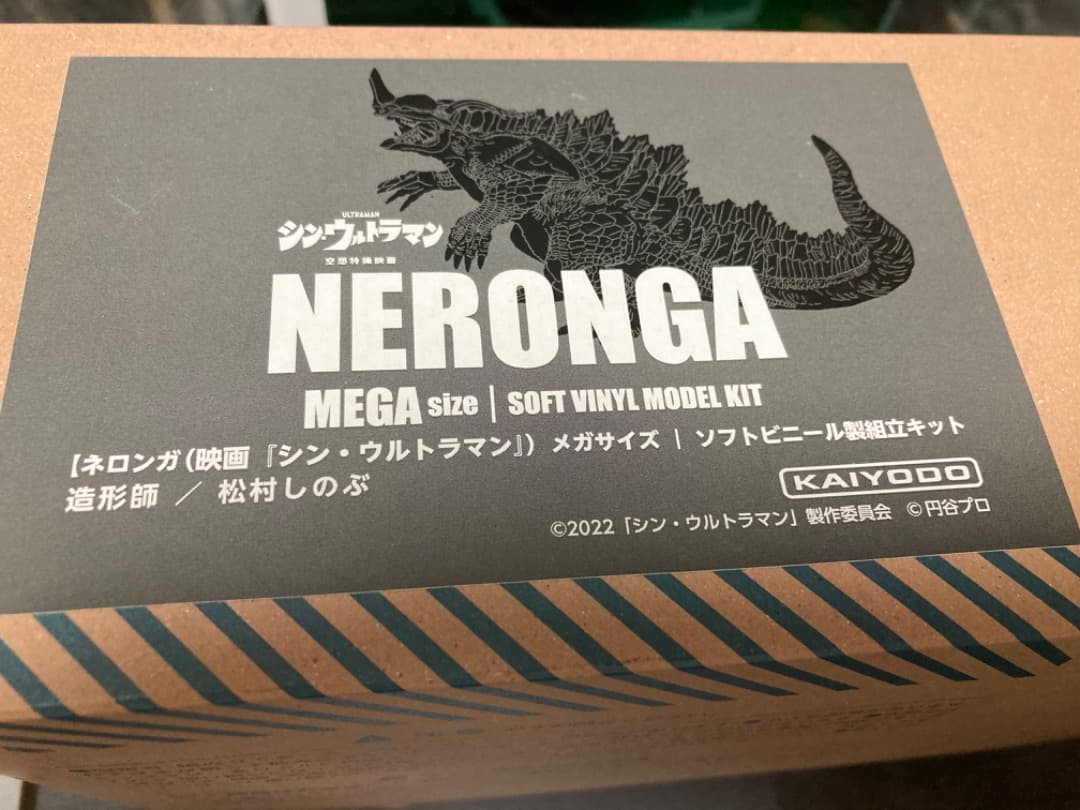 ULTRAMAN
シン・ウルトラマン
空想特撮映画
NERONGA
MEGA size | SOFT VINYL MODEL KIT
【ネロンガ(映画『シン・ウルトラマン』) メガサイズ | ソフトビニール製組立キット
造形師 ／ 松村しのぶ
KAIYODO
©2022「シン・ウルトラマン」製作委員会 ©円谷プロ